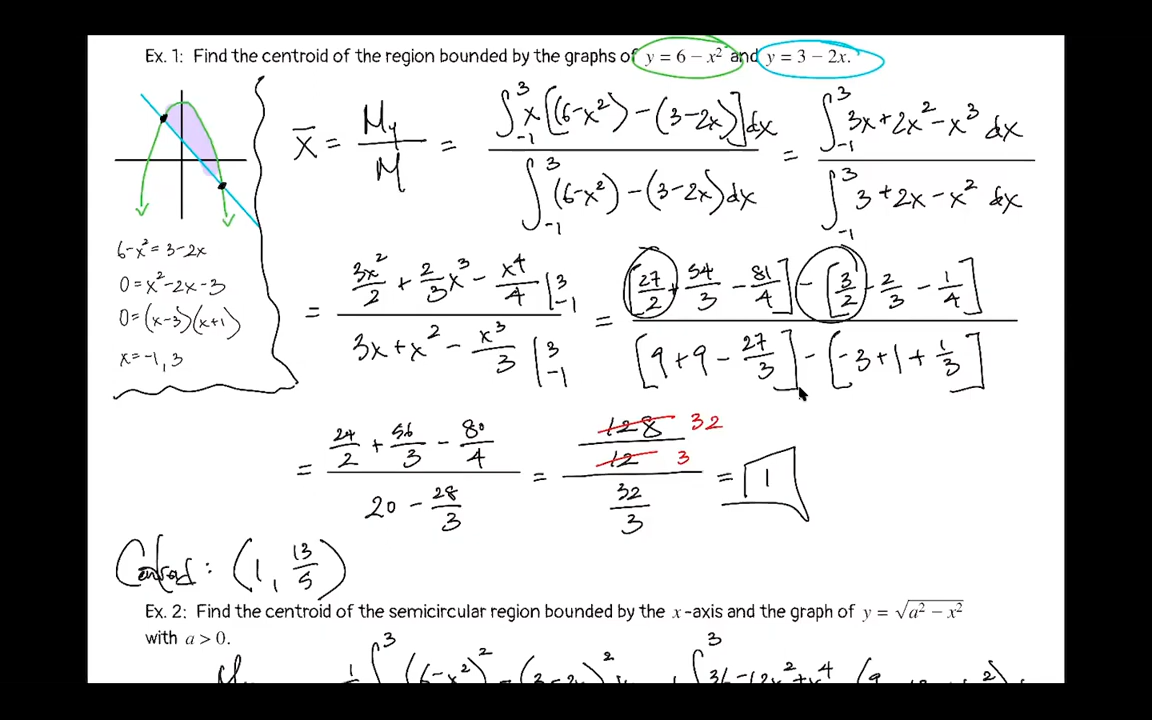 Ex. 1: Find the centroid of the region bounded by the graphs of y = 6 − x² and y = 3 − 2x.
x̄ = M_y / M = ∫₋₁³ x[(6−x²) − (3−2x)] dx / ∫₋₁³ (6−x²) − (3−2x) dx = ∫₋₁³ 3x+2x²−x³ dx / ∫₋₁³ 3+2x−x² dx
6−x² = 3−2x
0 = x²−2x−3
0 = (x−3)(x+1)
x = −1, 3
= 3x²/2 + 2/3 x³ − x⁴/4 |₋₁³ / 3x+x² − x³/3 |₋₁³ = [27/2 + 54/3 − 81/4] − [3/2 − 2/3 − 1/4] / [9+9 − 27/3] − [−3+1+ 1/3]
= 24/2 + 56/3 − 80/4 / 20 − 28/3 = 128 32 / 12 3 / 32/3 = 1
Centroid : (1, 13/5)
Ex. 2: Find the centroid of the semicircular region bounded by the x-axis and the graph of y = √a² − x²
with a > 0.